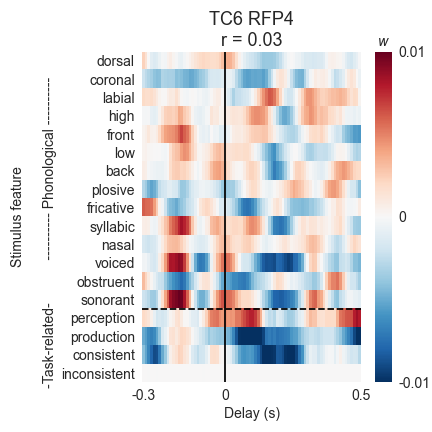 TC6 RFP4
r = 0.03
w
Stimulus feature
-Task-related- ---------- Phonological ----------
dorsal
coronal
labial
high
front
low
back
plosive
fricative
syllabic
nasal
voiced
obstruent
sonorant
perception
production
consistent
inconsistent
0.01
0
-0.01
-0.3 0 0.5
Delay (s)